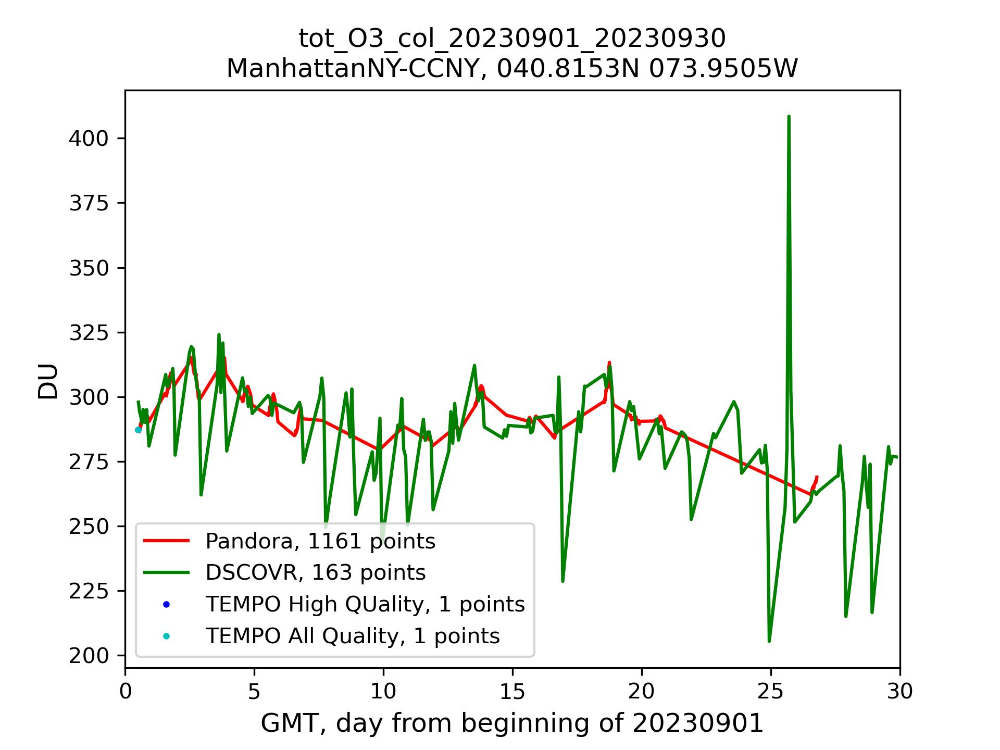 tot_O3_col_20230901_20230930
ManhattanNY-CCNY, 040.8153N 073.9505W
DU
400
375
350
325
300
275
250
225
200
Pandora, 1161 points
DSCOVR, 163 points
TEMPO High QUality, 1 points
TEMPO All Quality, 1 points
0 5 10 15 20 25 30
GMT, day from beginning of 20230901